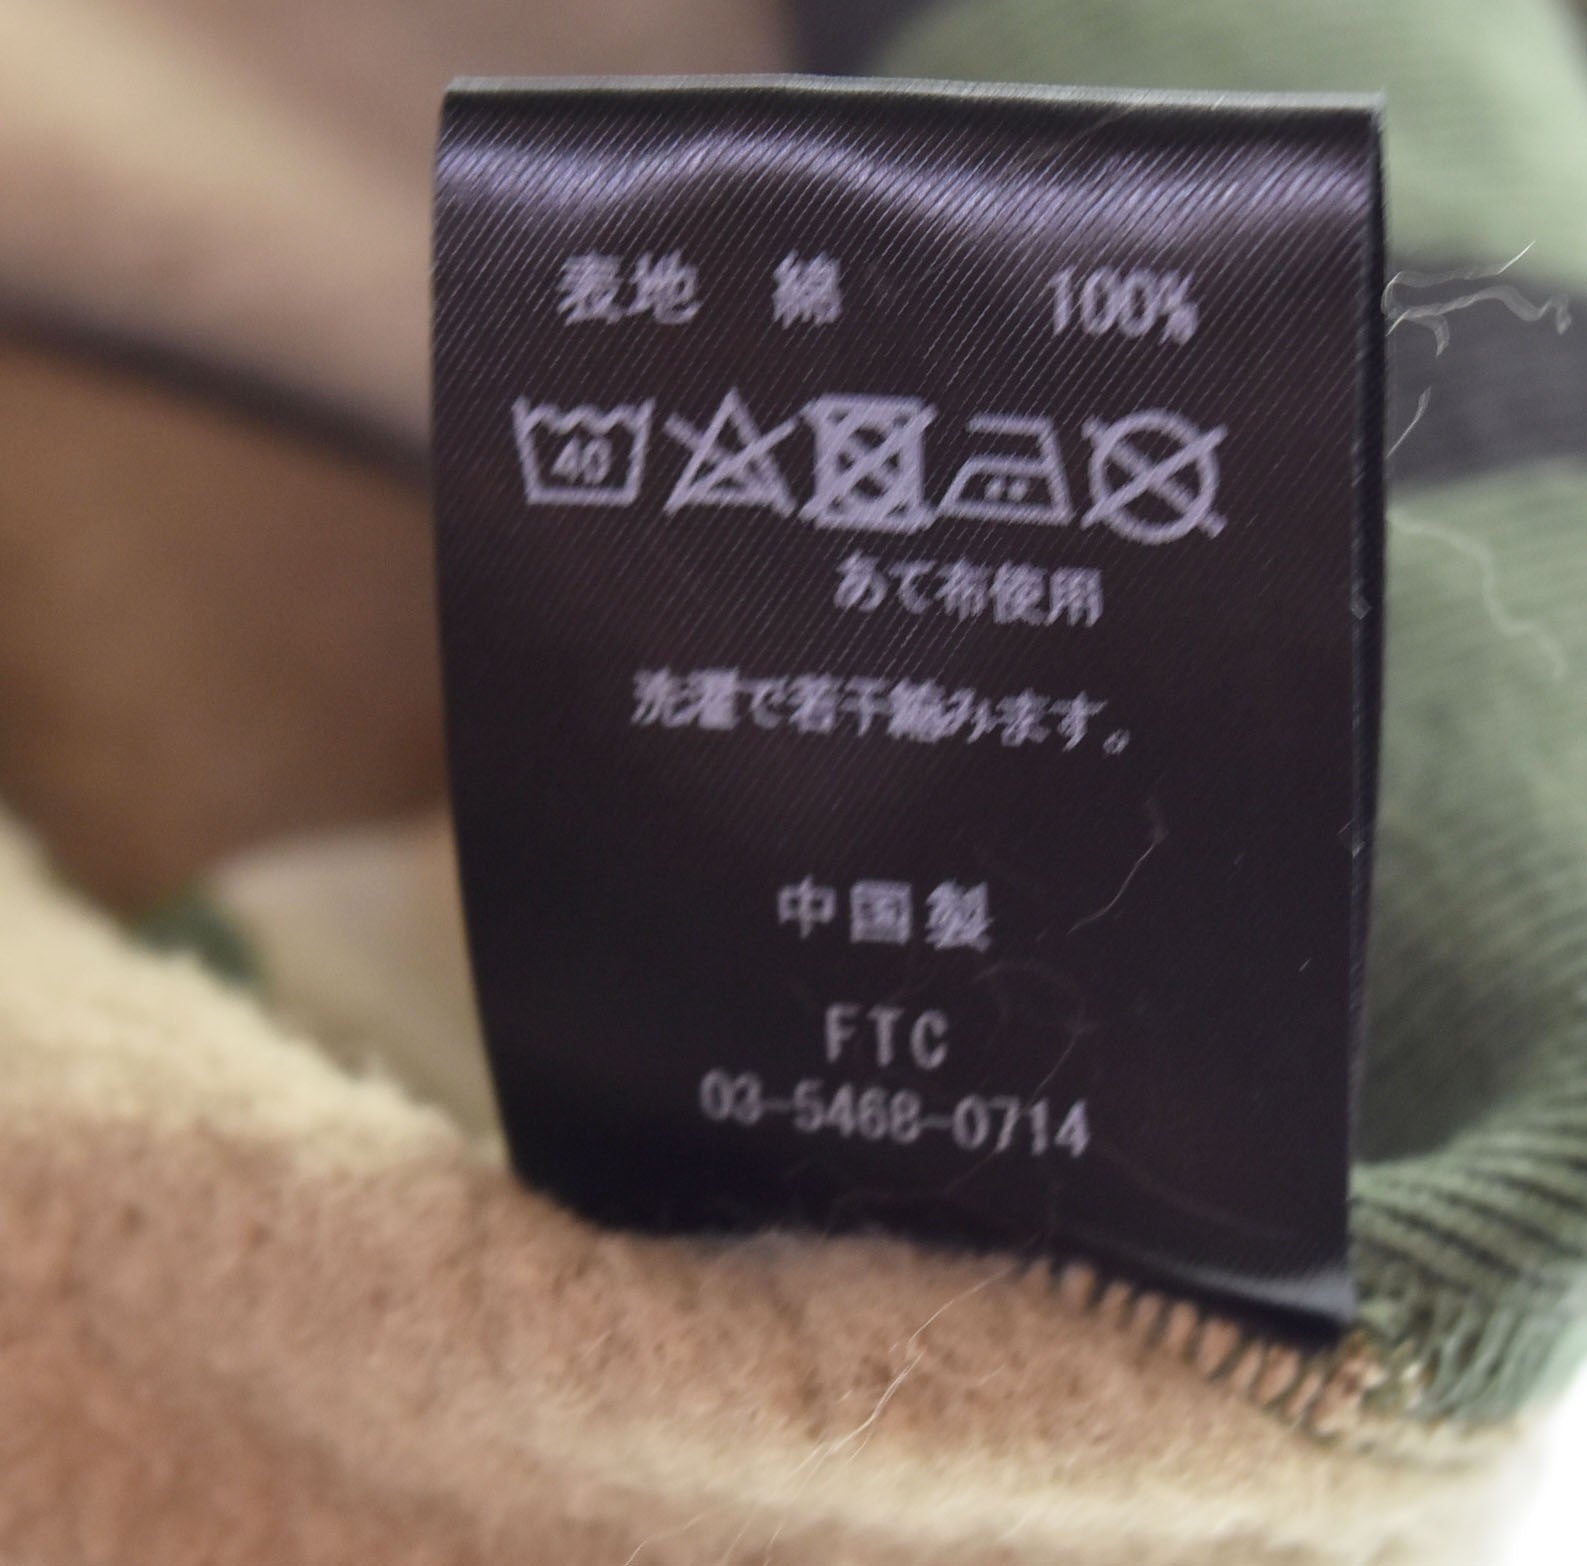 表地 綿 100%
40
あて布使用
洗濯で若干縮みます。
中国製
FTC
03-5468-0714